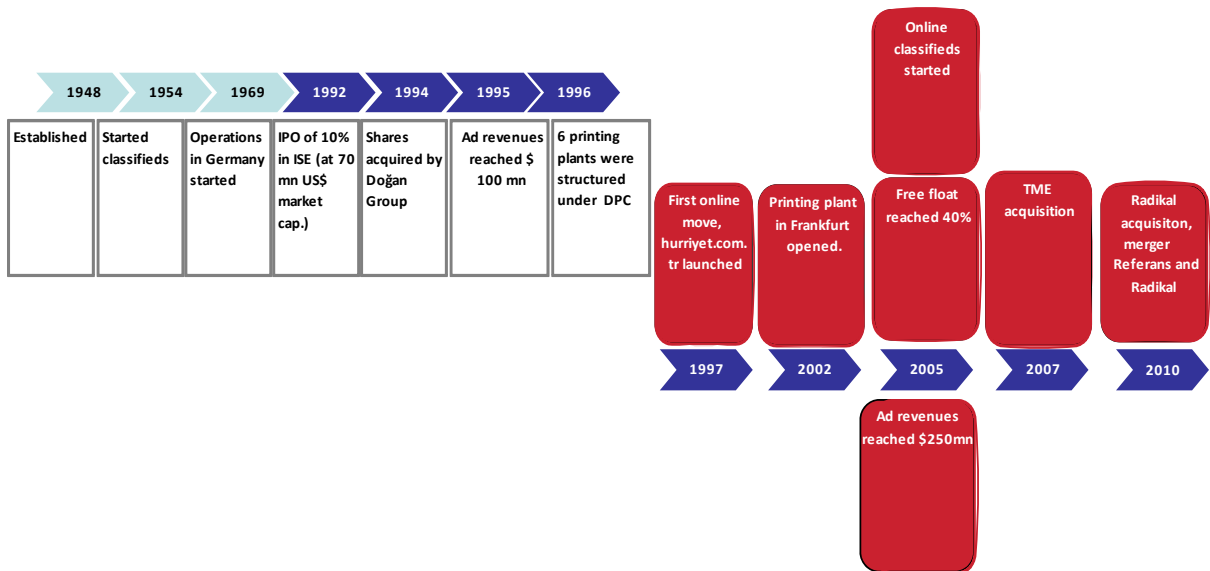 1948
1954
1969
1992
1994
1995
1996
Established
Started
classifieds
Operations
in Germany
started
IPO of 10%
in ISE (at 70
mn US$
market
cap.)
Shares
acquired by
Doğan
Group
Ad revenues
reached $
100 mn
6 printing
plants were
structured
under DPC
Online
classifieds
started
First online
move,
hurriyet.com.
tr launched
Printing plant
in Frankfurt
opened.
Free float
reached 40%
TME
acquisition
Radikal
acquisiton,
merger
Referans and
Radikal
1997
2002
2005
2007
2010
Ad revenues
reached $250mn